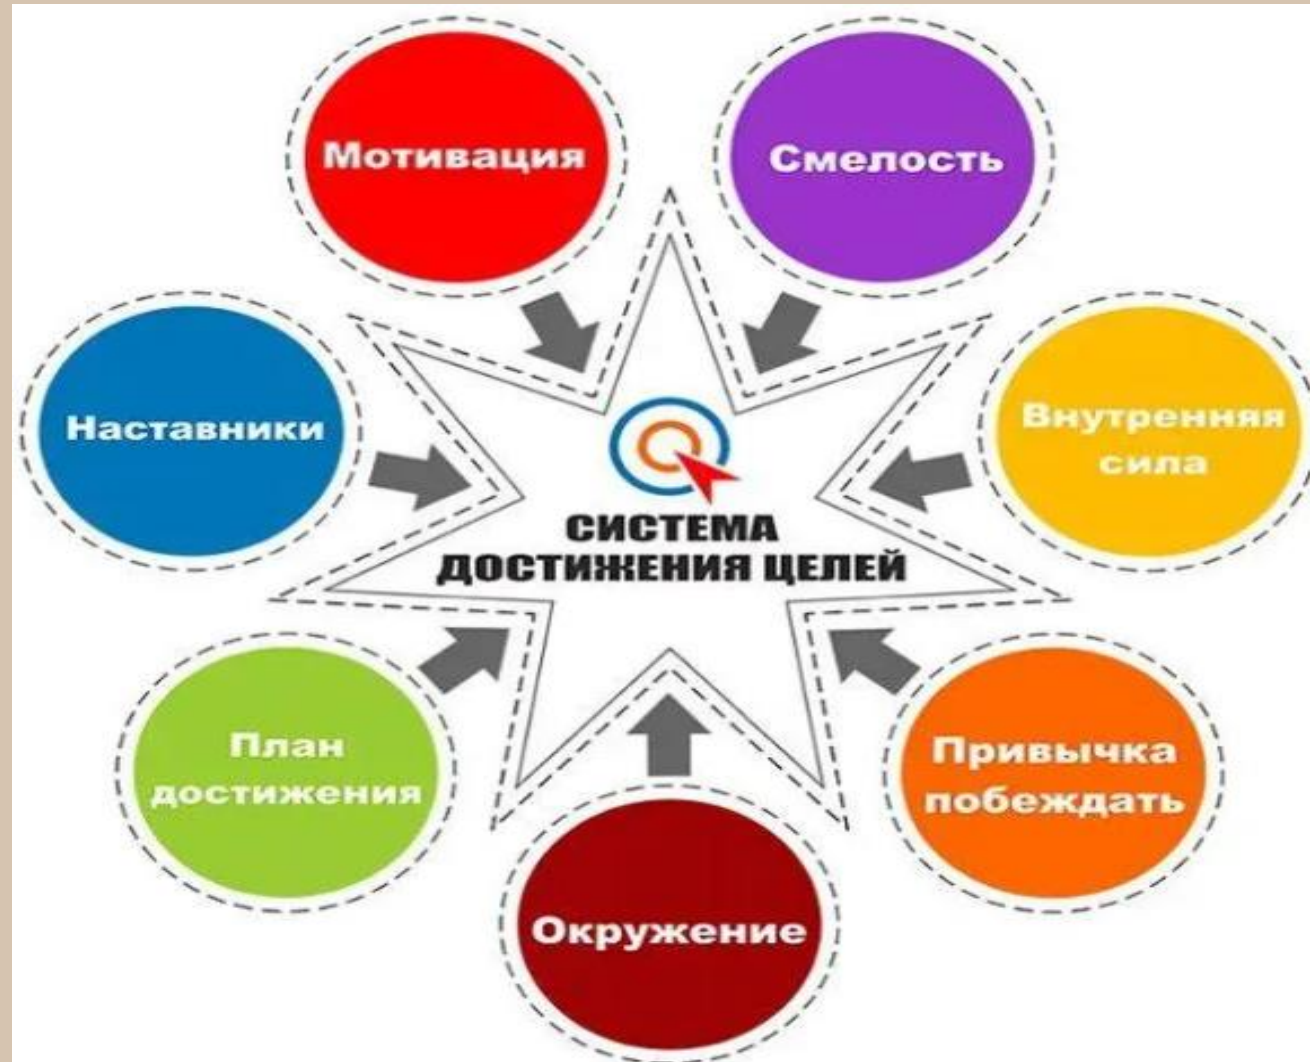 Мотивация
Смелость
Наставники
Внутренняя
сила
СИСТЕМА
ДОСТИЖЕНИЯ ЦЕЛЕЙ
План
достижения
Привычка
побеждать
Окружение